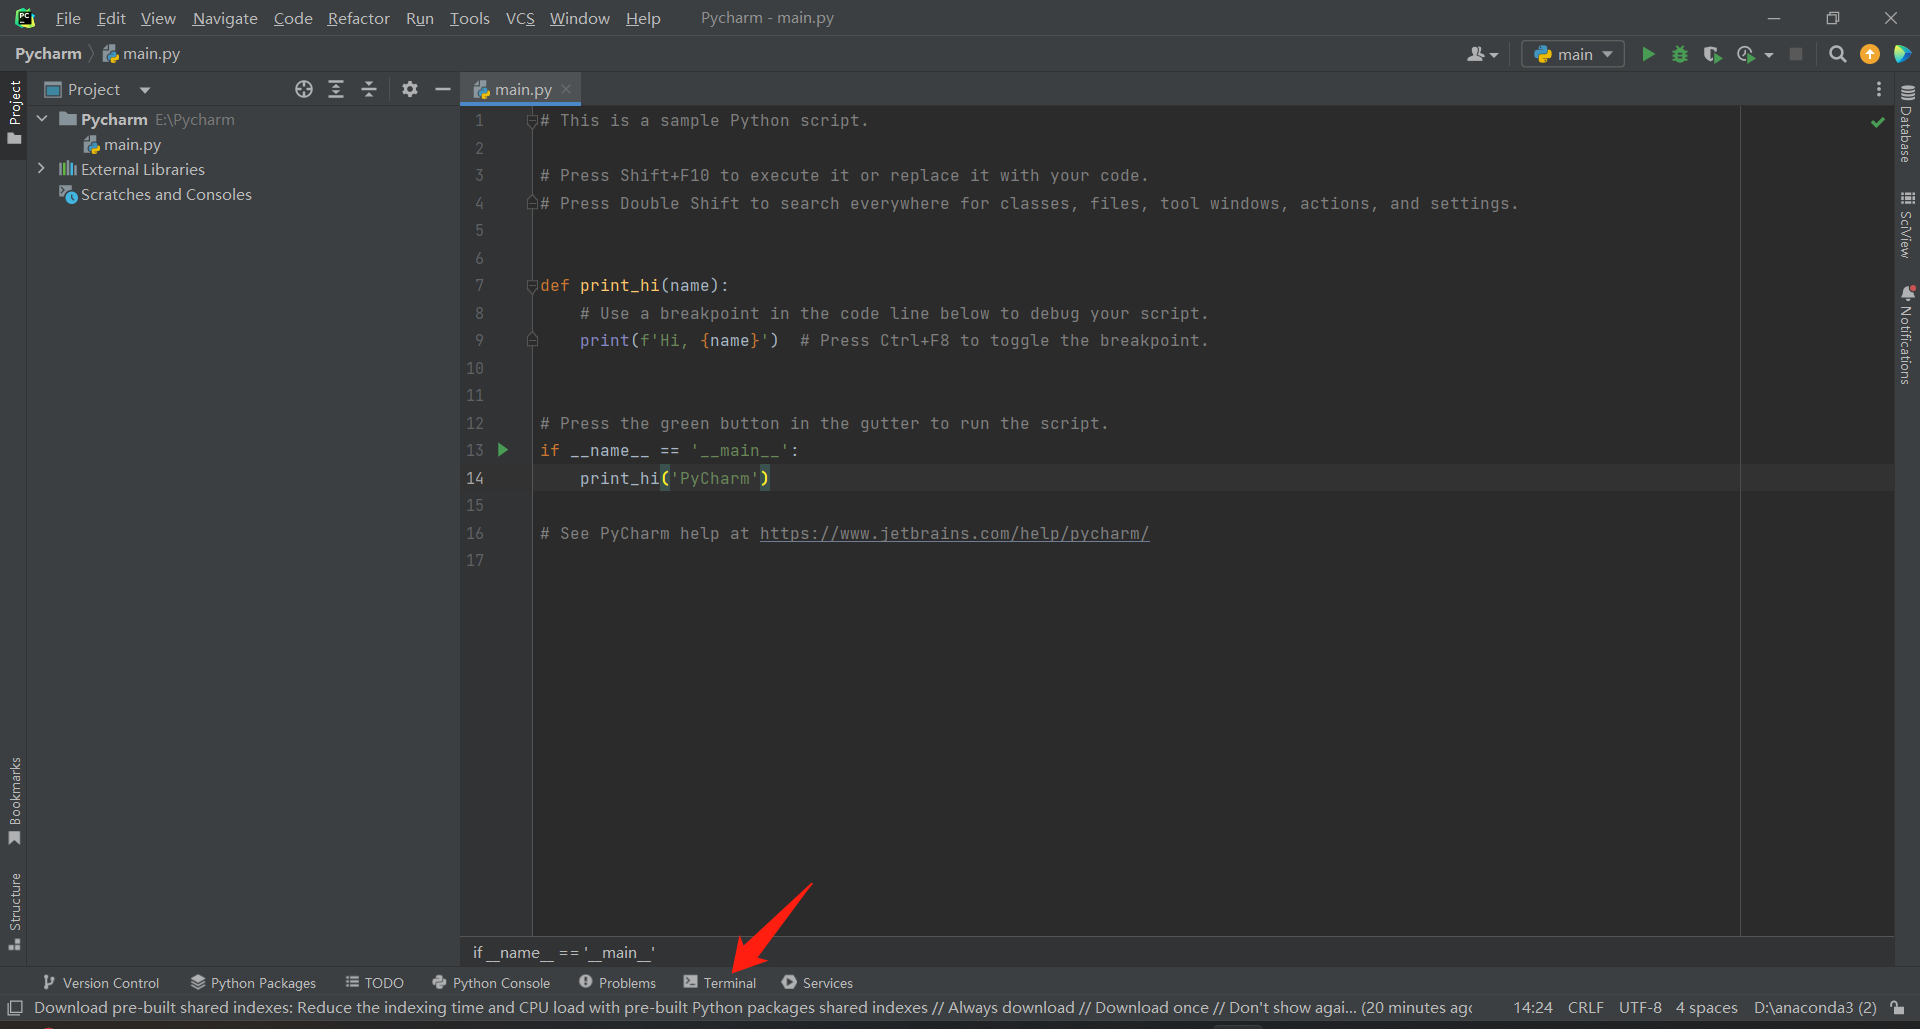 File Edit View Navigate Code Refactor Run Tools VCS Window Help Pycharm - main.py
Pycharm main.py main
Project
Project
Pycharm E:\Pycharm
main.py
External Libraries
Scratches and Consoles
Bookmarks
Structure
main.py
1 # This is a sample Python script.
2
3 # Press Shift+F10 to execute it or replace it with your code.
4 # Press Double Shift to search everywhere for classes, files, tool windows, actions, and settings.
5
6
7 def print_hi(name):
8 # Use a breakpoint in the code line below to debug your script.
9 print(f'Hi, {name}')  # Press Ctrl+F8 to toggle the breakpoint.
10
11
12 # Press the green button in the gutter to run the script.
13 if __name__ == '__main__':
14 print_hi('PyCharm')
15
16 # See PyCharm help at https://www.jetbrains.com/help/pycharm/
17
Database
SciView
Notifications
if __name__ == '__main__'
Version Control Python Packages TODO Python Console Problems Terminal Services
Download pre-built shared indexes: Reduce the indexing time and CPU load with pre-built Python packages shared indexes // Always download // Download once // Don't show agai... (20 minutes agc 14:24 CRLF UTF-8 4 spaces D:\anaconda3 (2)